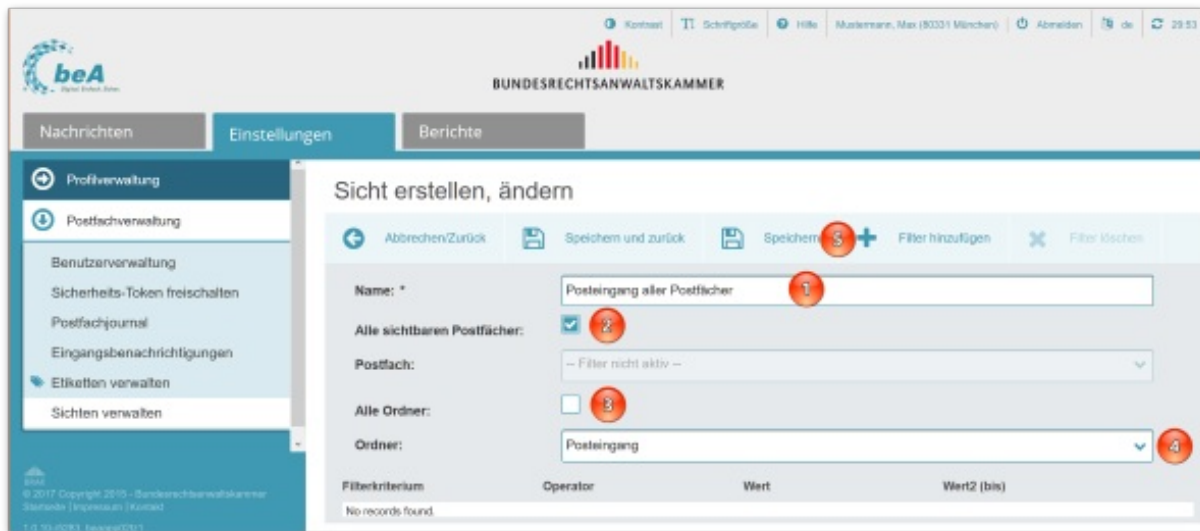 Kontrast Schriftgröße Hilfe Mustermann, Max (80331 München) Abmelden de 29:53
beA
BUNDESRECHTSANWALTSKAMMER
Nachrichten Einstellungen Berichte
Profilverwaltung
Postfachverwaltung
Benutzerverwaltung
Sicherheits-Token freischalten
Postfachjournal
Eingangsbenachrichtigungen
Etiketten verwalten
Sichten verwalten
© 2017 Copyright 2015 - Bundesrechtsanwaltskammer
Startseite | Impressum | Kontakt
Sicht erstellen, ändern
Abbrechen/Zurück Speichern und zurück Speichern 5 Filter hinzufügen Filter löschen
Name: * Posteingang aller Postfächer 1
Alle sichtbaren Postfächer: 2
Postfach: -- Filter nicht aktiv --
Alle Ordner: 3
Ordner: Posteingang 4
Filterkriterium Operator Wert Wert2 (bis)
No records found.